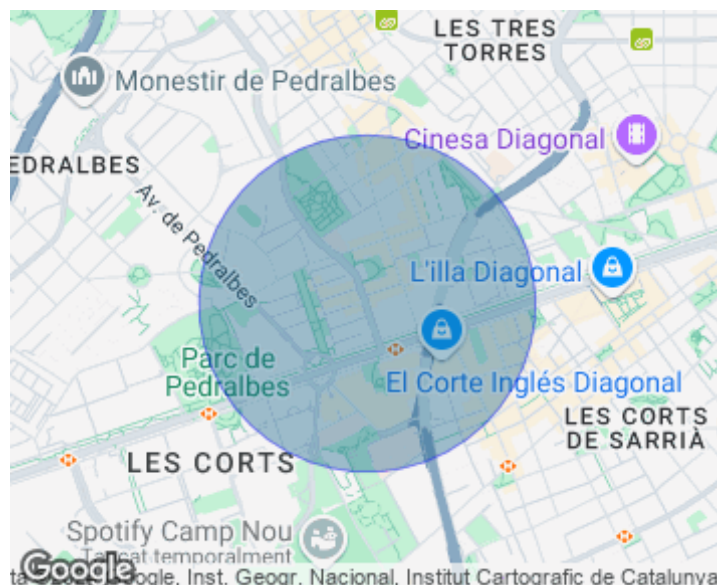 LES TRES
TORRES
Monestir de Pedralbes
Cinesa Diagonal
EDRALBES
Av. de Pedralbes
L'illa Diagonal
Parc de
Pedralbes
El Corte Inglés Diagonal
LES CORTS
DE SARRIÀ
LES CORTS
Spotify Camp Nou
Tancat temporalment
Google
Google, Inst. Geogr. Nacional, Institut Cartogràfic de Catalunya